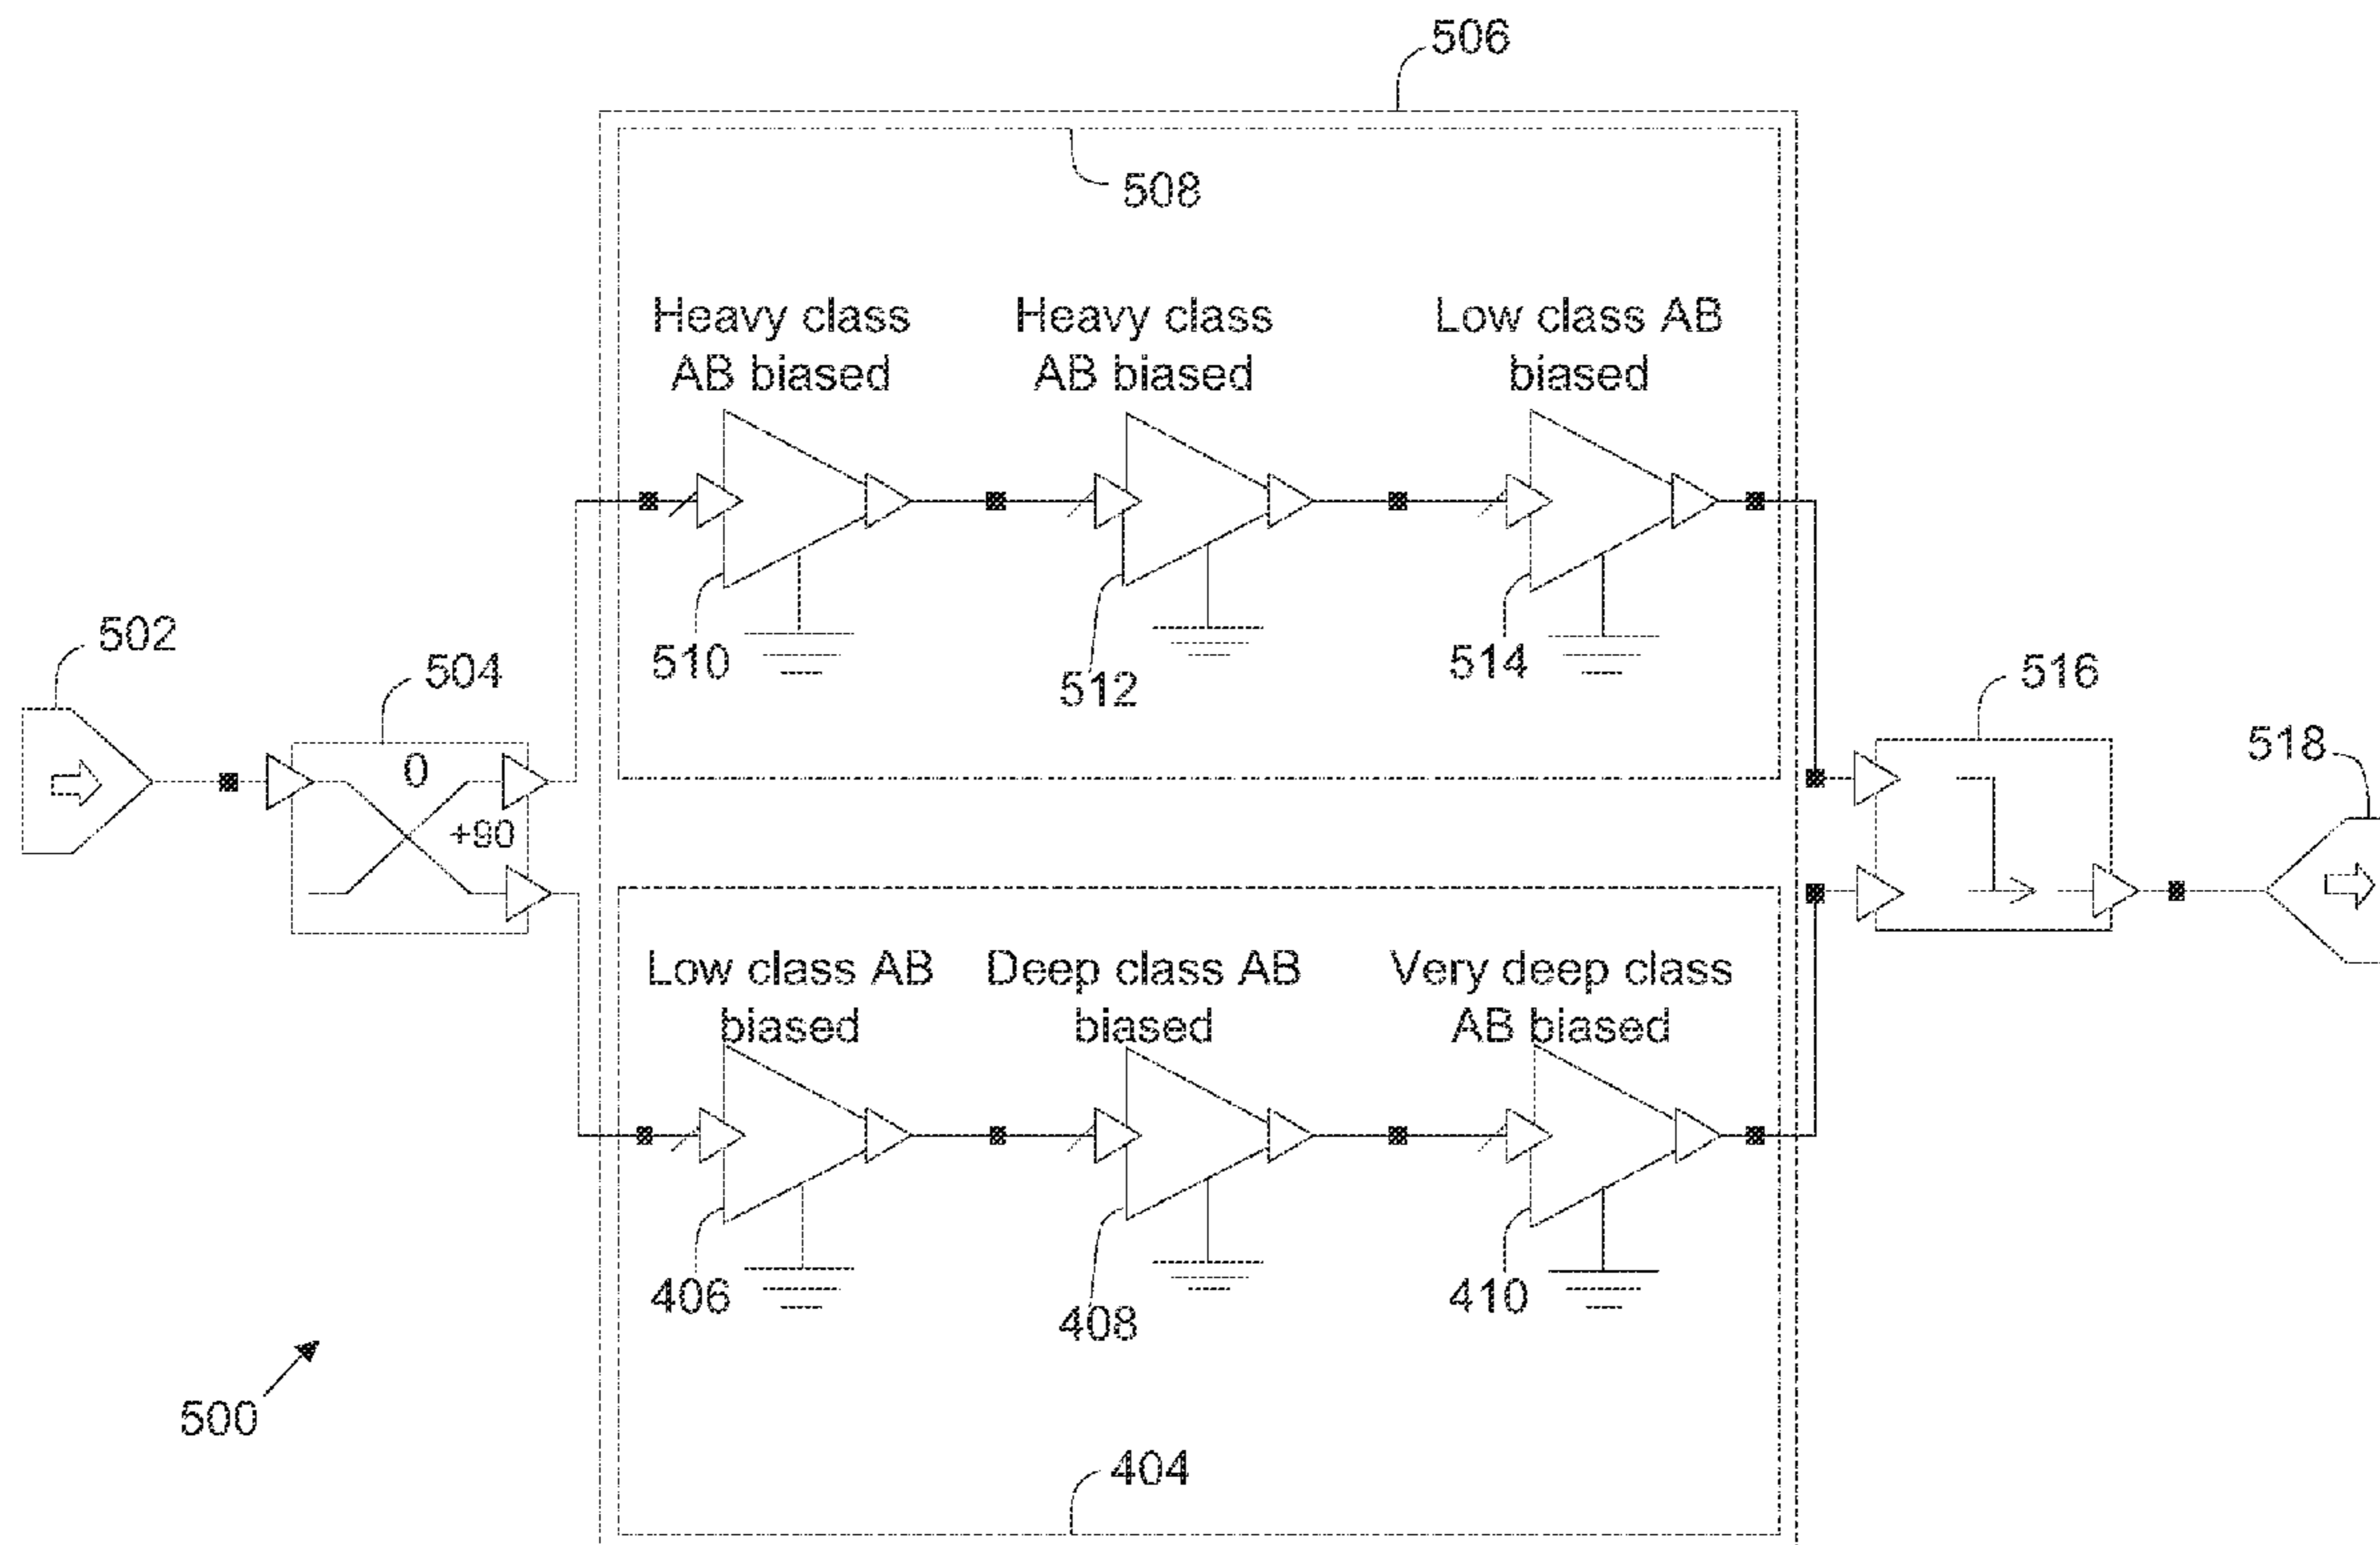 506
508
Heavy class
AB biased
Heavy class
AB biased
Low class AB
biased
510
512
514
502
504
0
+90
516
518
Low class AB
biased
Deep class AB
biased
Very deep class
AB biased
406
408
410
500
404